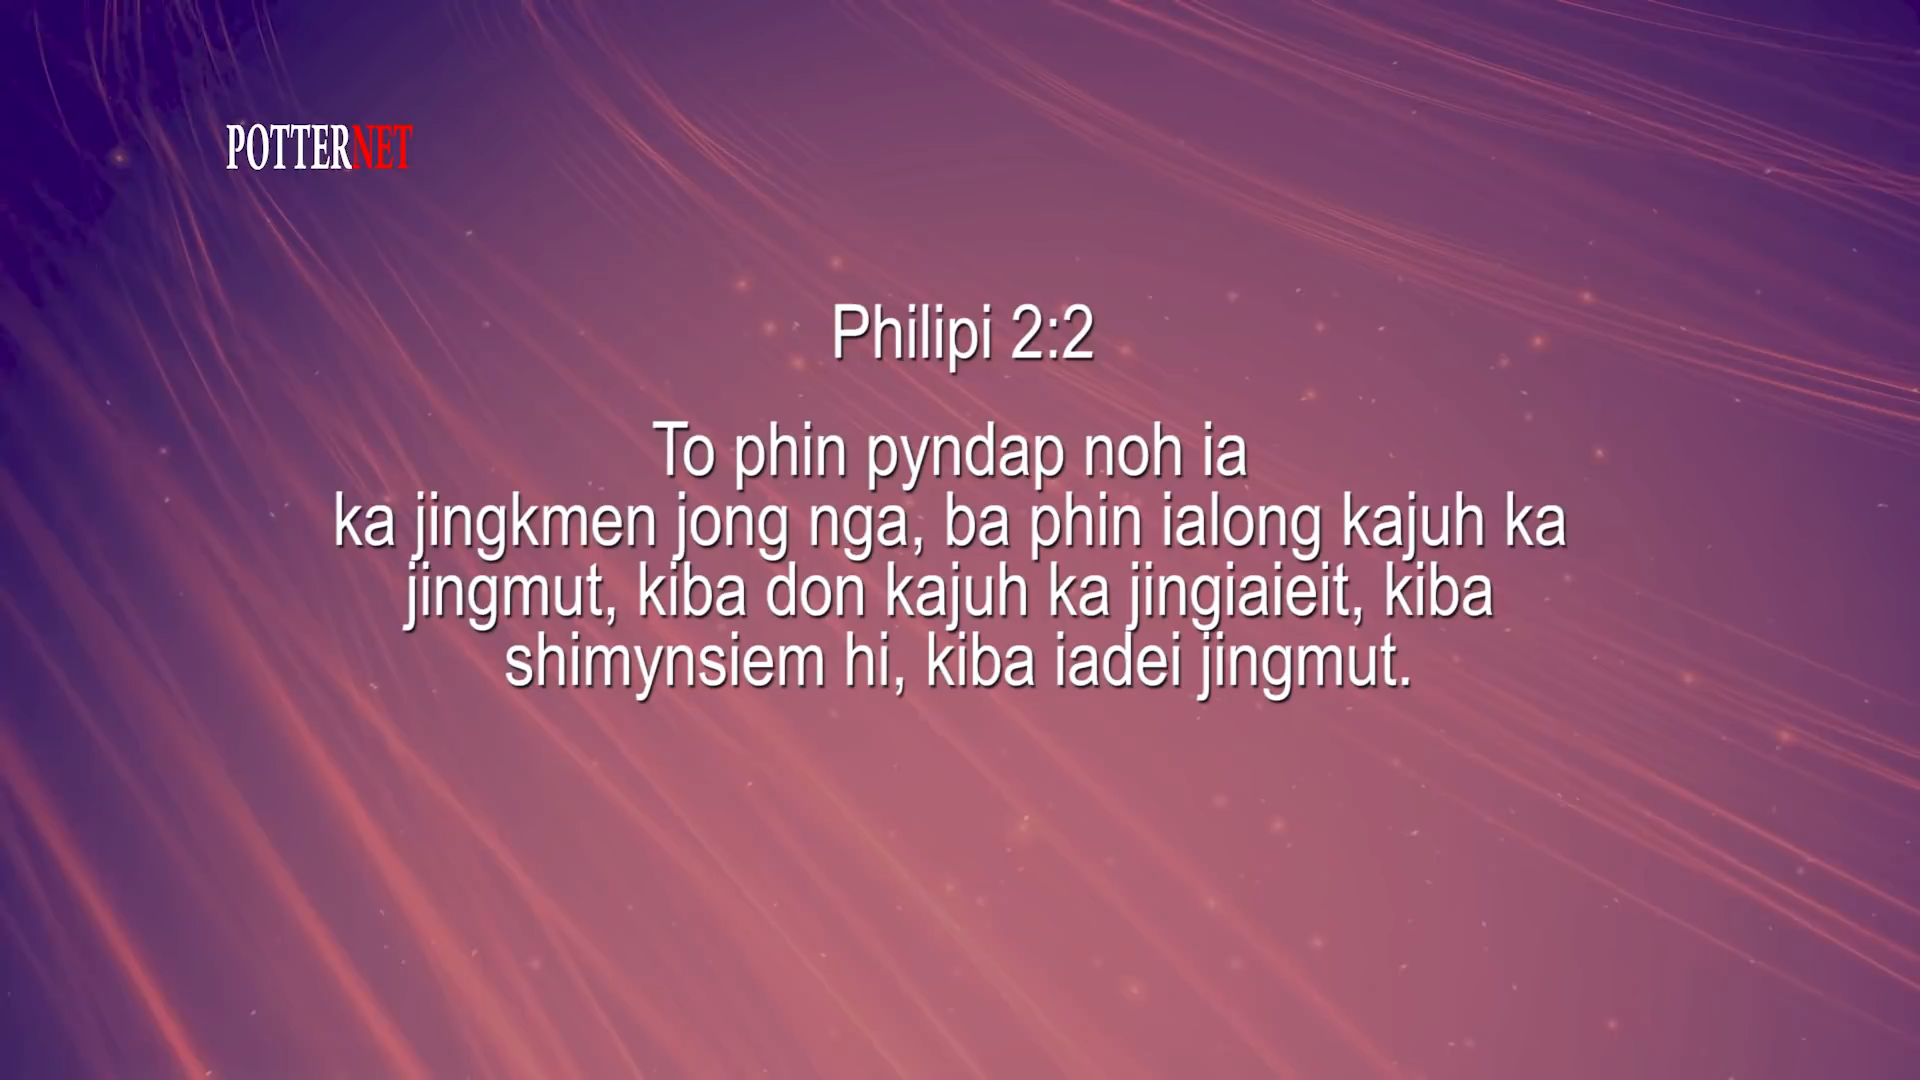 POTTERNET
Philipi 2:2
To phin pyndap noh ia
ka jingkmen jong nga, ba phin ialong kajuh ka
jingmut, kiba don kajuh ka jingiaieit, kiba
shimynsiem hi, kiba iadei jingmut.